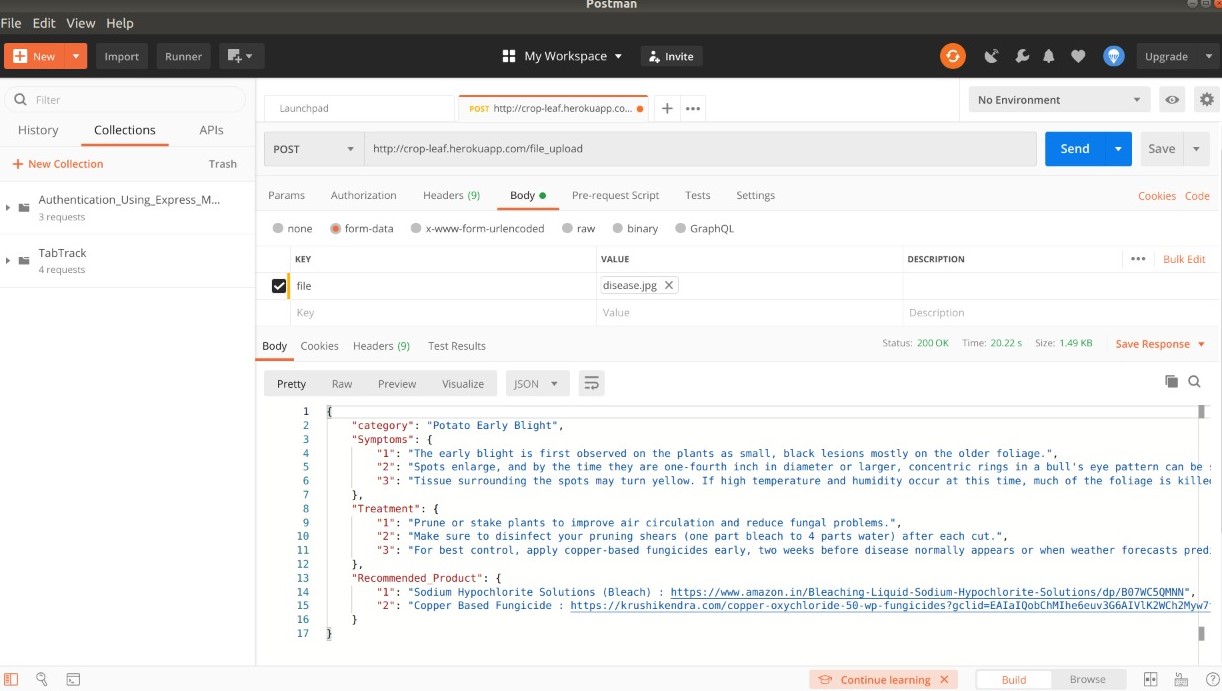 Postman
File Edit View Help
New Import Runner My Workspace Invite Upgrade
Filter
History Collections APIs
New Collection Trash
Authentication_Using_Express_M...
3 requests
TabTrack
4 requests
Launchpad POST http://crop-leaf.herokuapp.co... No Environment
POST http://crop-leaf.herokuapp.com/file_upload Send Save
Params Authorization Headers (9) Body Pre-request Script Tests Settings Cookies Code
none form-data x-www-form-urlencoded raw binary GraphQL
KEY VALUE DESCRIPTION Bulk Edit
file disease.jpg
Key Value Description
Body Cookies Headers (9) Test Results Status: 200 OK Time: 20.22 s Size: 1.49 KB Save Response
Pretty Raw Preview Visualize JSON
1 {
2 "category": "Potato Early Blight",
3 "Symptoms": {
4 "1": "The early blight is first observed on the plants as small, black lesions mostly on the older foliage.",
5 "2": "Spots enlarge, and by the time they are one-fourth inch in diameter or larger, concentric rings in a bull's eye pattern can be
6 "3": "Tissue surrounding the spots may turn yellow. If high temperature and humidity occur at this time, much of the foliage is kille
7 },
8 "Treatment": {
9 "1": "Prune or stake plants to improve air circulation and reduce fungal problems.",
10 "2": "Make sure to disinfect your pruning shears (one part bleach to 4 parts water) after each cut.",
11 "3": "For best control, apply copper-based fungicides early, two weeks before disease normally appears or when weather forecasts pred
12 },
13 "Recommended_Product": {
14 "1": "Sodium Hypochlorite Solutions (Bleach) : https://www.amazon.in/Bleaching-Liquid-Sodium-Hypochlorite-Solutions/dp/B07WC5QMNN",
15 "2": "Copper Based Fungicide : https://krushikendra.com/copper-oxychloride-50-wp-fungicides?gclid=EAIaIQobChMIhe6euv3G6AIVlK2WCh2Myw7
16 }
17 }
Continue learning Build Browse